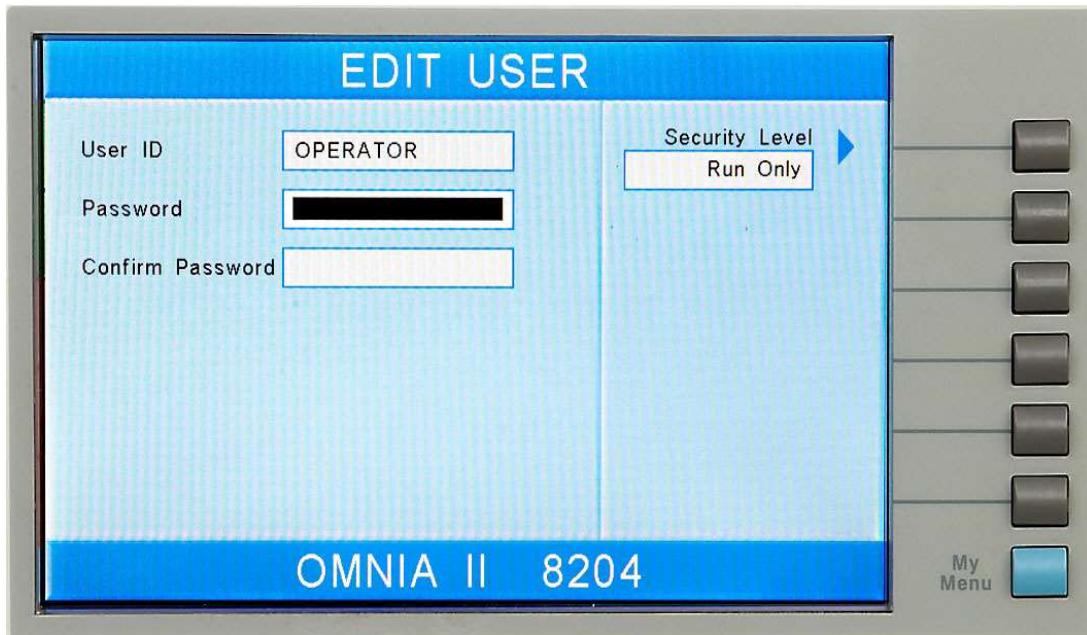 EDIT USER
User ID OPERATOR
Password
Confirm Password
Security Level
Run Only
OMNIA II 8204
My
Menu